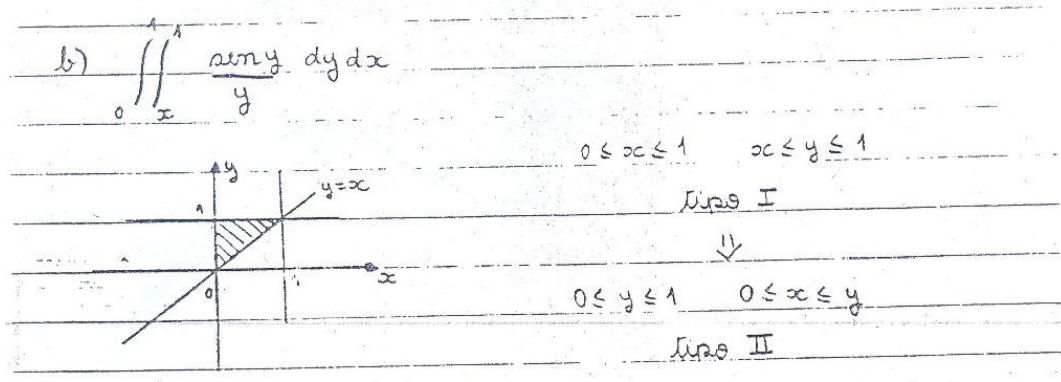 b) ∫₀¹ ∫ₓ¹ sen y / y dy dx
0 ≤ x ≤ 1 x ≤ y ≤ 1
tipo I
⇓
0 ≤ y ≤ 1 0 ≤ x ≤ y
tipo II
y
y=x
1
0
1
x